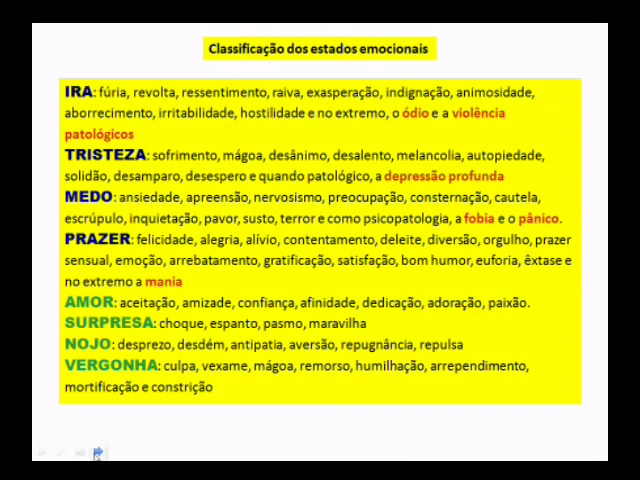 Classificação dos estados emocionais
IRA: fúria, revolta, ressentimento, raiva, exasperação, indignação, animosidade,
aborrecimento, irritabilidade, hostilidade e no extremo, o ódio e a violência
patológicos
TRISTEZA: sofrimento, mágoa, desânimo, desalento, melancolia, autopiedade,
solidão, desamparo, desespero e quando patológico, a depressão profunda
MEDO: ansiedade, apreensão, nervosismo, preocupação, consternação, cautela,
escrúpulo, inquietação, pavor, susto, terror e como psicopatologia, a fobia e o pânico.
PRAZER: felicidade, alegria, alívio, contentamento, deleite, diversão, orgulho, prazer
sensual, emoção, arrebatamento, gratificação, satisfação, bom humor, euforia, êxtase e
no extremo a mania
AMOR: aceitação, amizade, confiança, afinidade, dedicação, adoração, paixão.
SURPRESA: choque, espanto, pasmo, maravilha
NOJO: desprezo, desdém, antipatia, aversão, repugnância, repulsa
VERGONHA: culpa, vexame, mágoa, remorso, humilhação, arrependimento,
mortificação e constrição